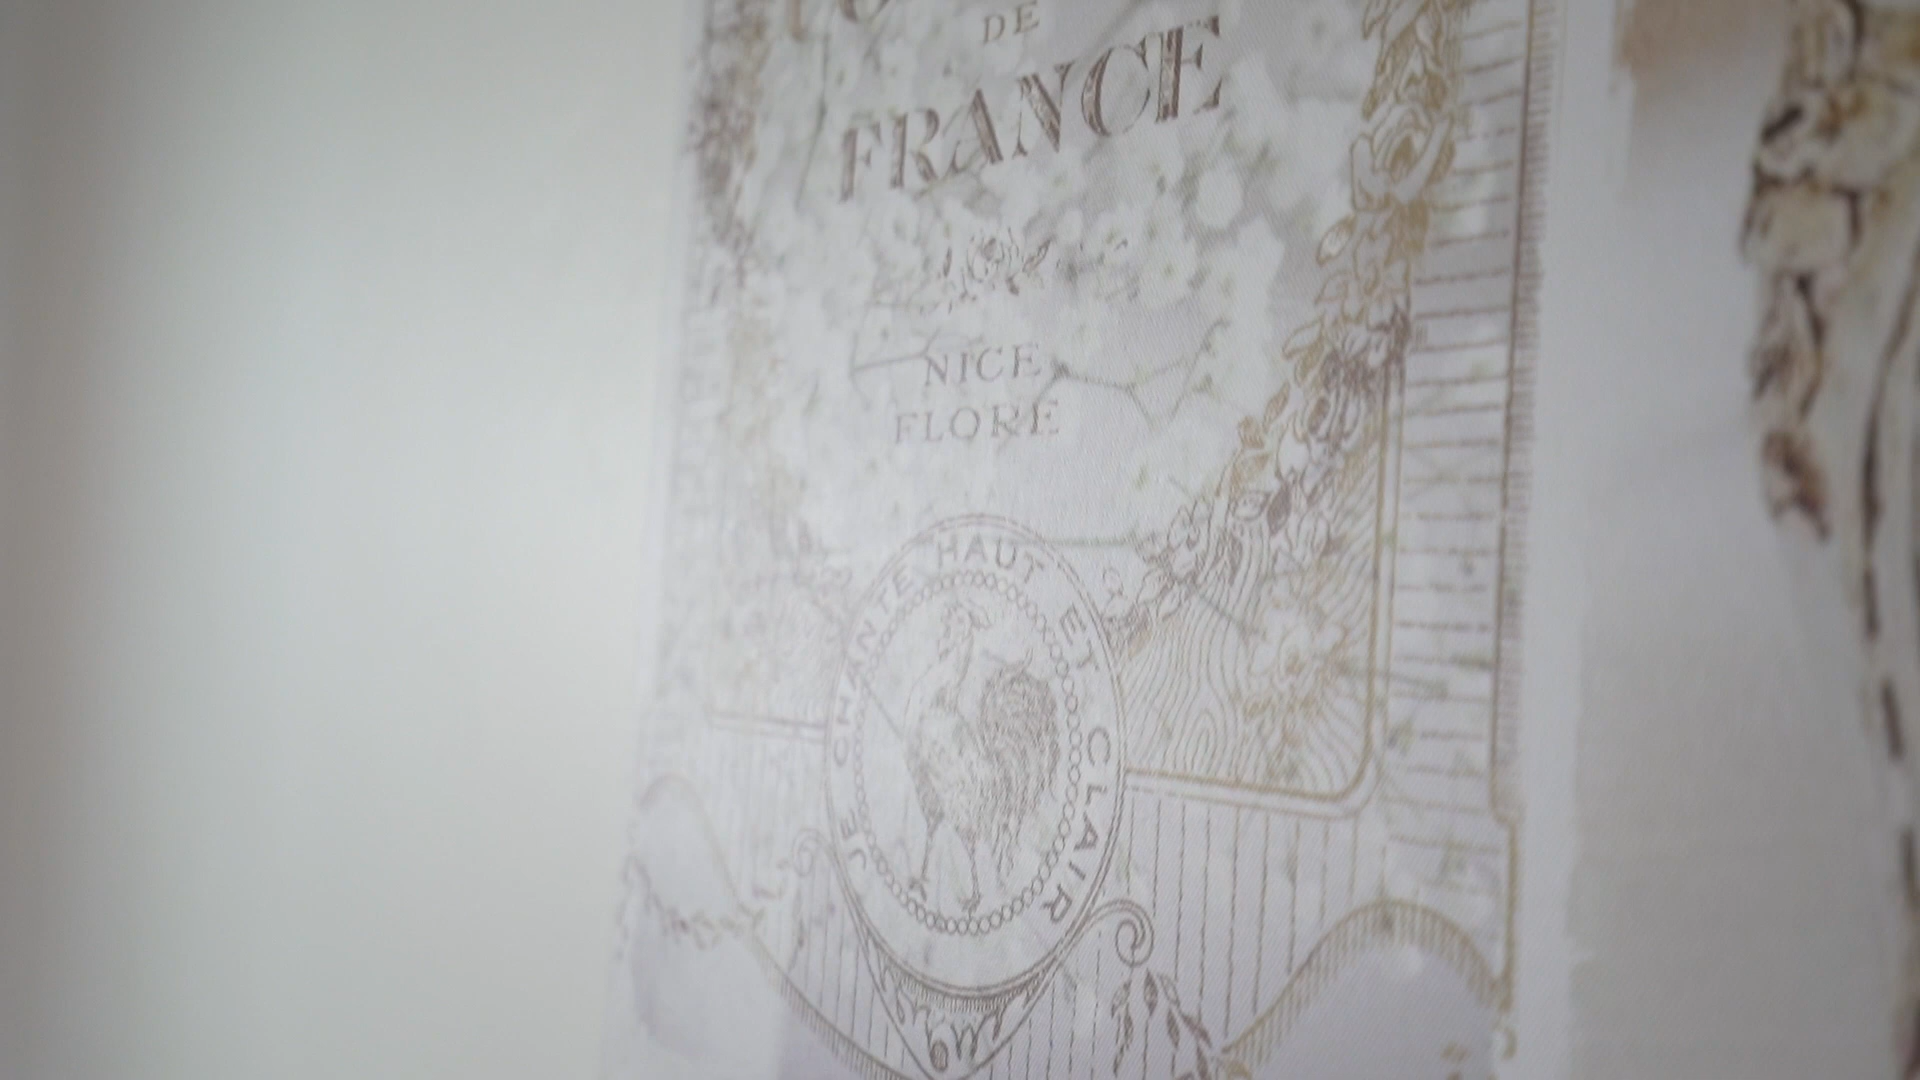 DE
FRANCE
NICE
FLORE
JE CHANTE HAUT ET CLAIR